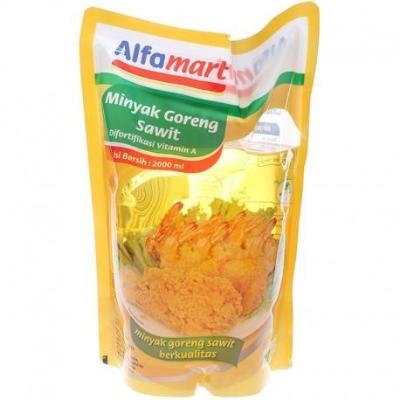 Alfamart
Minyak Goreng
Sawit
Difortifikasi Vitamin A
Isi Bersih : 2000 ml
minyak goreng sawit
berkualitas